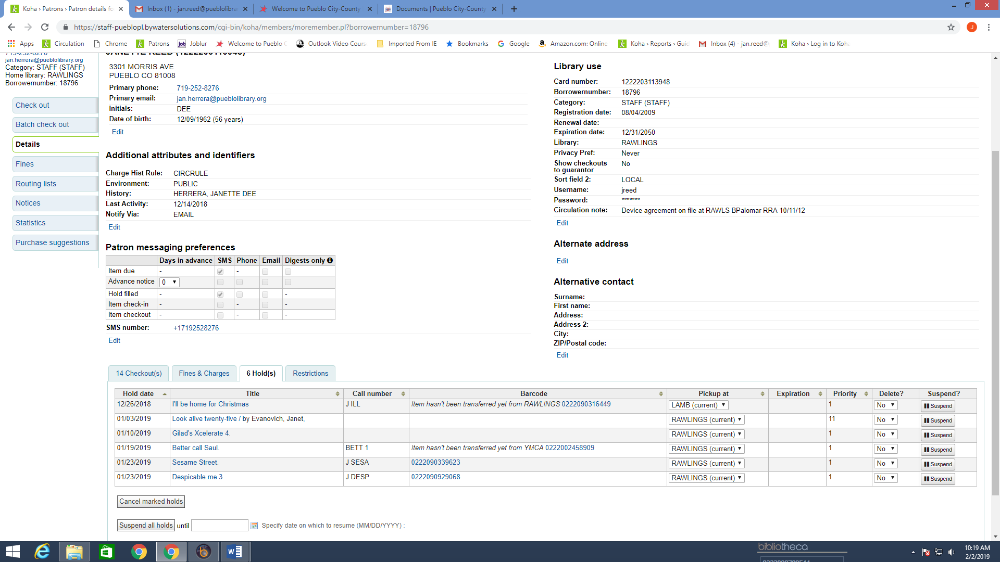 Koha › Patrons › Patron details fo
Inbox (1) - jan.reed@pueblolibra
Welcome to Pueblo City-County
Documents | Pueblo City-County
https://staff-pueblopl.bywatersolutions.com/cgi-bin/koha/members/moremember.pl?borrowernumber=18796
J
Apps Circulation Chrome Patrons Joblur Welcome to Pueblo Outlook Video Cours Imported From IE Bookmarks Google Amazon.com: Online Koha › Reports › Guid Inbox (4) - jan.reed@ Koha › Log in to Koha
719-252-8276
jan.herrera@pueblolibrary.org
Category: STAFF (STAFF)
Home library: RAWLINGS
Borrowernumber: 18796
Check out
Batch check out
Details
Fines
Routing lists
Notices
Statistics
Purchase suggestions
3301 MORRIS AVE
PUEBLO CO 81008
Primary phone: 719-252-8276
Primary email: jan.herrera@pueblolibrary.org
Initials: DEE
Date of birth: 12/09/1962 (56 years)
Edit
Additional attributes and identifiers
Charge Hist Rule: CIRCRULE
Environment: PUBLIC
History: HERRERA, JANETTE DEE
Last Activity: 12/14/2018
Notify Via: EMAIL
Edit
Patron messaging preferences
Days in advance SMS Phone Email Digests only
Item due - -
Advance notice 0
Hold filled - -
Item check-in - - -
Item checkout - - -
SMS number: +17192528276
Edit
Library use
Card number: 1222203113948
Borrowernumber: 18796
Category: STAFF (STAFF)
Registration date: 08/04/2009
Renewal date:
Expiration date: 12/31/2050
Library: RAWLINGS
Privacy Pref: Never
Show checkouts to guarantor No
Sort field 2: LOCAL
Username: jreed
Password: *******
Circulation note: Device agreement on file at RAWLS BPalomar RRA 10/11/12
Edit
Alternate address
Edit
Alternative contact
Surname:
First name:
Address:
Address 2:
City:
ZIP/Postal code:
Edit
14 Checkout(s) Fines & Charges 6 Hold(s) Restrictions
Hold date Title Call number Barcode Pickup at Expiration Priority Delete? Suspend?
12/26/2018 I'll be home for Christmas J ILL Item hasn't been transferred yet from RAWLINGS 0222090316449 LAMB (current) 1 No Suspend
01/03/2019 Look alive twenty-five / by Evanovich, Janet, RAWLINGS (current) 11 No Suspend
01/10/2019 Gilad's Xcelerate 4. RAWLINGS (current) 1 No Suspend
01/19/2019 Better call Saul. BETT 1 Item hasn't been transferred yet from YMCA 0222002458909 RAWLINGS (current) 1 No Suspend
01/23/2019 Sesame Street. J SESA 0222090339623 RAWLINGS (current) 1 No Suspend
01/23/2019 Despicable me 3 J DESP 0222090929068 RAWLINGS (current) 1 No Suspend
Cancel marked holds
Suspend all holds until Specify date on which to resume (MM/DD/YYYY) :
bibliotheca
10:19 AM
2/2/2019